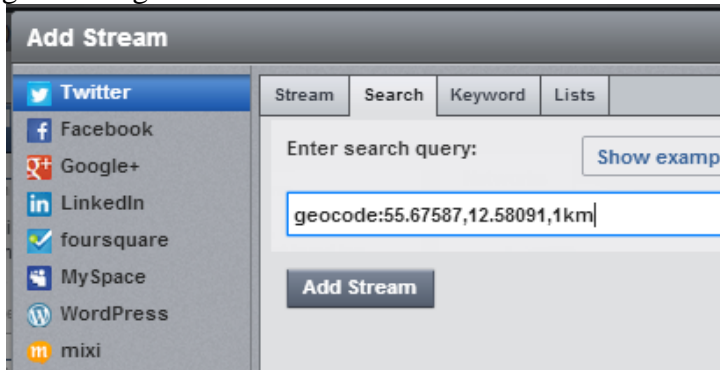 Add Stream
Twitter
Facebook
Google+
LinkedIn
foursquare
MySpace
WordPress
mixi
Stream Search Keyword Lists
Enter search query:
Show examp
geocode:55.67587,12.58091,1km
Add Stream